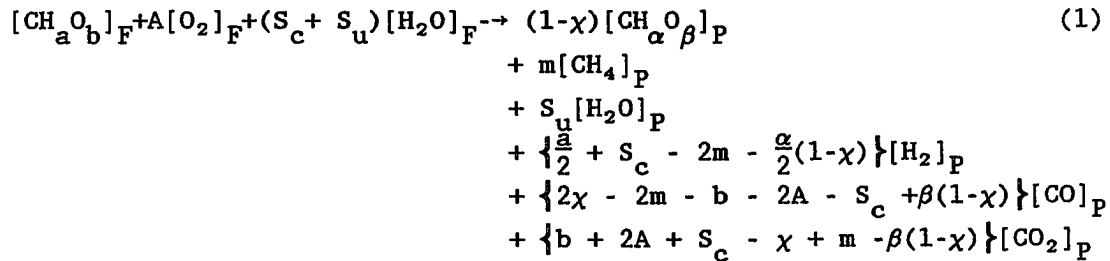 [CH_aO_b]_F+A[O_2]_F+(S_c+ S_u)[H_2O]_F→ (1-χ)[CH_αO_β]_P (1)
+ m[CH_4]_P
+ S_u[H_2O]_P
+ {a/2 + S_c - 2m - α/2(1-χ)}[H_2]_P
+ {2χ - 2m - b - 2A - S_c +β(1-χ)}[CO]_P
+ {b + 2A + S_c - χ + m -β(1-χ)}[CO_2]_P